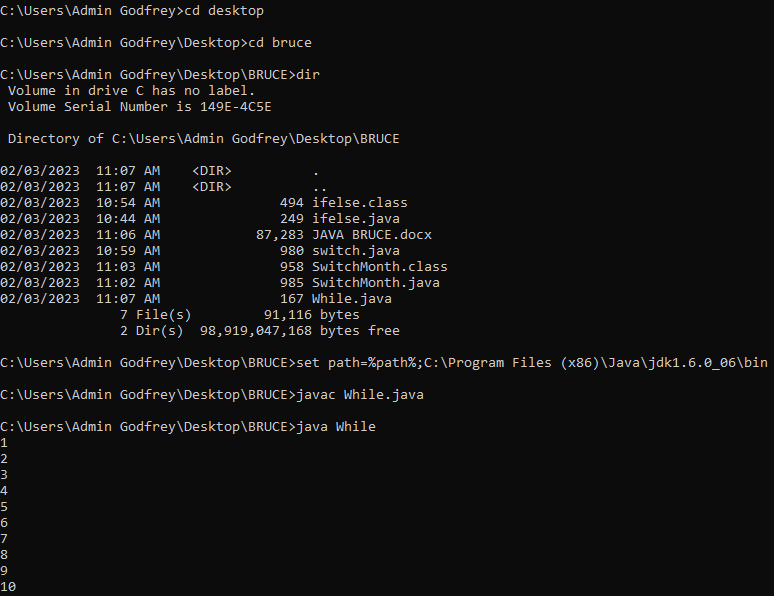 C:\Users\Admin Godfrey>cd desktop
C:\Users\Admin Godfrey\Desktop>cd bruce
C:\Users\Admin Godfrey\Desktop\BRUCE>dir
 Volume in drive C has no label.
 Volume Serial Number is 149E-4C5E
 Directory of C:\Users\Admin Godfrey\Desktop\BRUCE
02/03/2023  11:07 AM    <DIR>          .
02/03/2023  11:07 AM    <DIR>          ..
02/03/2023  10:54 AM               494 ifelse.class
02/03/2023  10:44 AM               249 ifelse.java
02/03/2023  11:06 AM            87,283 JAVA BRUCE.docx
02/03/2023  10:59 AM               980 switch.java
02/03/2023  11:03 AM               958 SwitchMonth.class
02/03/2023  11:02 AM               985 SwitchMonth.java
02/03/2023  11:07 AM               167 While.java
               7 File(s)         91,116 bytes
               2 Dir(s)  98,919,047,168 bytes free
C:\Users\Admin Godfrey\Desktop\BRUCE>set path=%path%;C:\Program Files (x86)\Java\jdk1.6.0_06\bin
C:\Users\Admin Godfrey\Desktop\BRUCE>javac While.java
C:\Users\Admin Godfrey\Desktop\BRUCE>java While
1
2
3
4
5
6
7
8
9
10